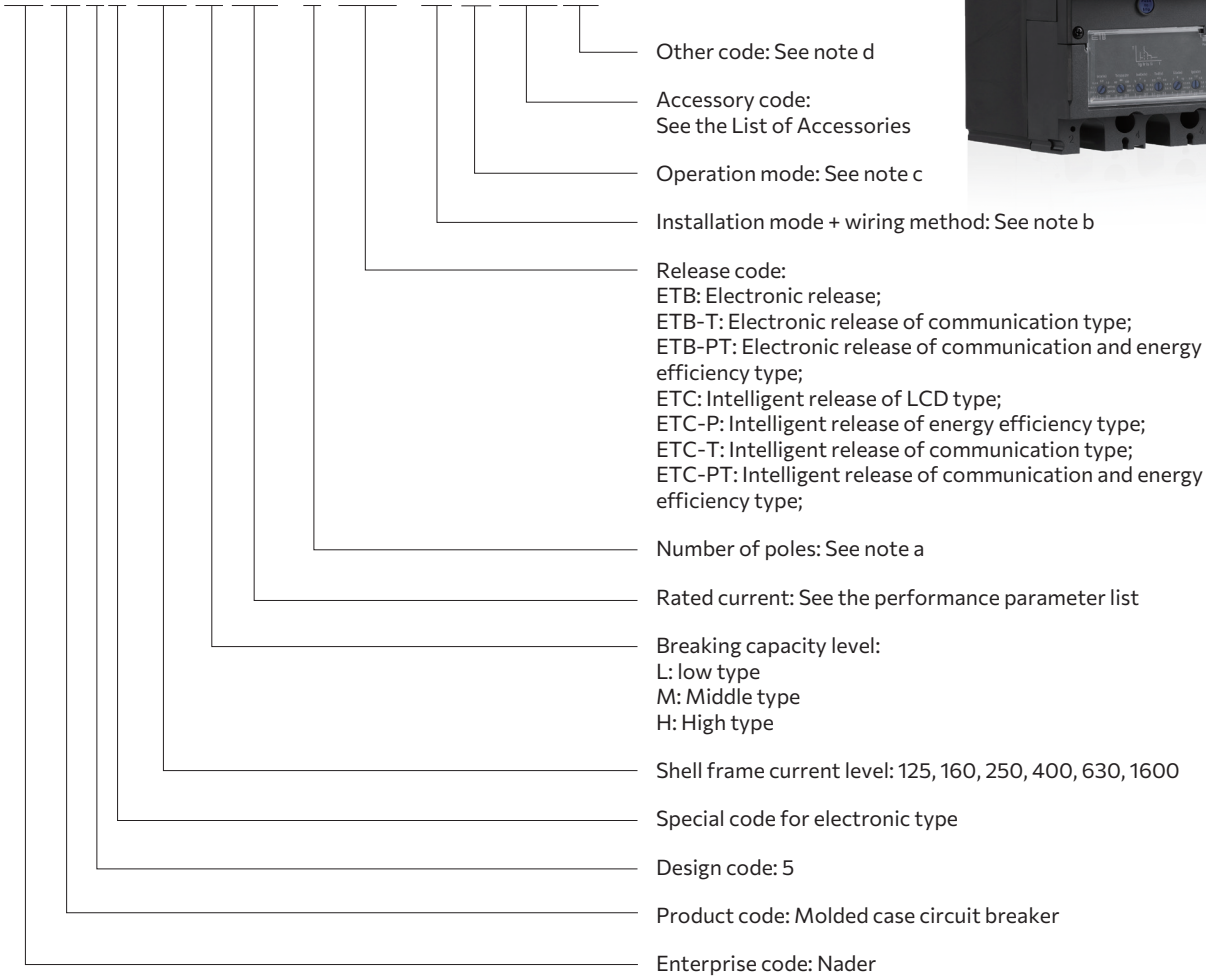 Other code: See note d
Accessory code:
See the List of Accessories
Operation mode: See note c
Installation mode + wiring method: See note b
Release code:
ETB: Electronic release;
ETB-T: Electronic release of communication type;
ETB-PT: Electronic release of communication and energy
efficiency type;
ETC: Intelligent release of LCD type;
ETC-P: Intelligent release of energy efficiency type;
ETC-T: Intelligent release of communication type;
ETC-PT: Intelligent release of communication and energy
efficiency type;
Number of poles: See note a
Rated current: See the performance parameter list
Breaking capacity level:
L: low type
M: Middle type
H: High type
Shell frame current level: 125, 160, 250, 400, 630, 1600
Special code for electronic type
Design code: 5
Product code: Molded case circuit breaker
Enterprise code: Nader
ETB